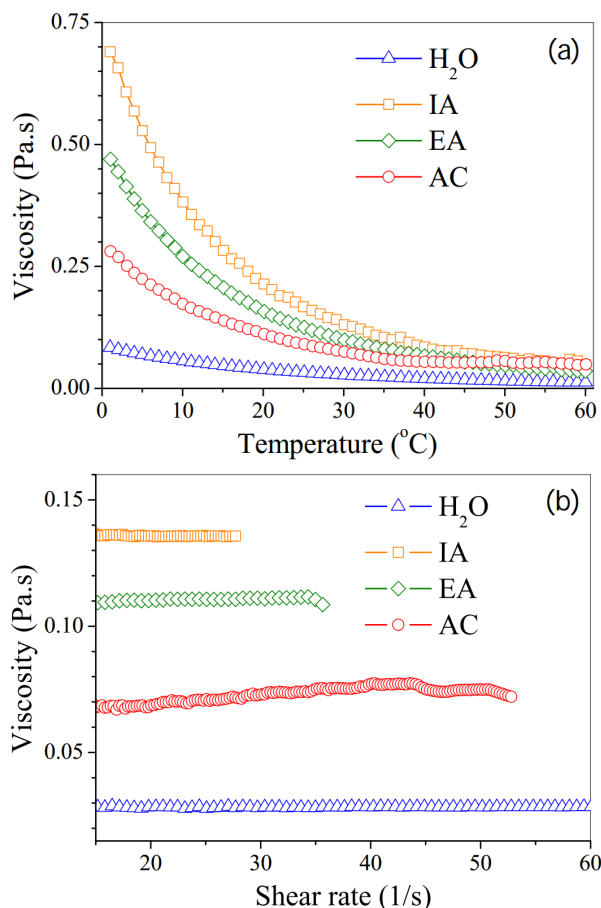 0.75
(a)
H₂O
IA
EA
AC
0.50
0.25
0.00
Viscosity (Pa.s)
0 10 20 30 40 50 60
Temperature (°C)
0.15
(b)
H₂O
IA
EA
AC
0.10
0.05
Viscosity (Pa.s)
20 30 40 50 60
Shear rate (1/s)